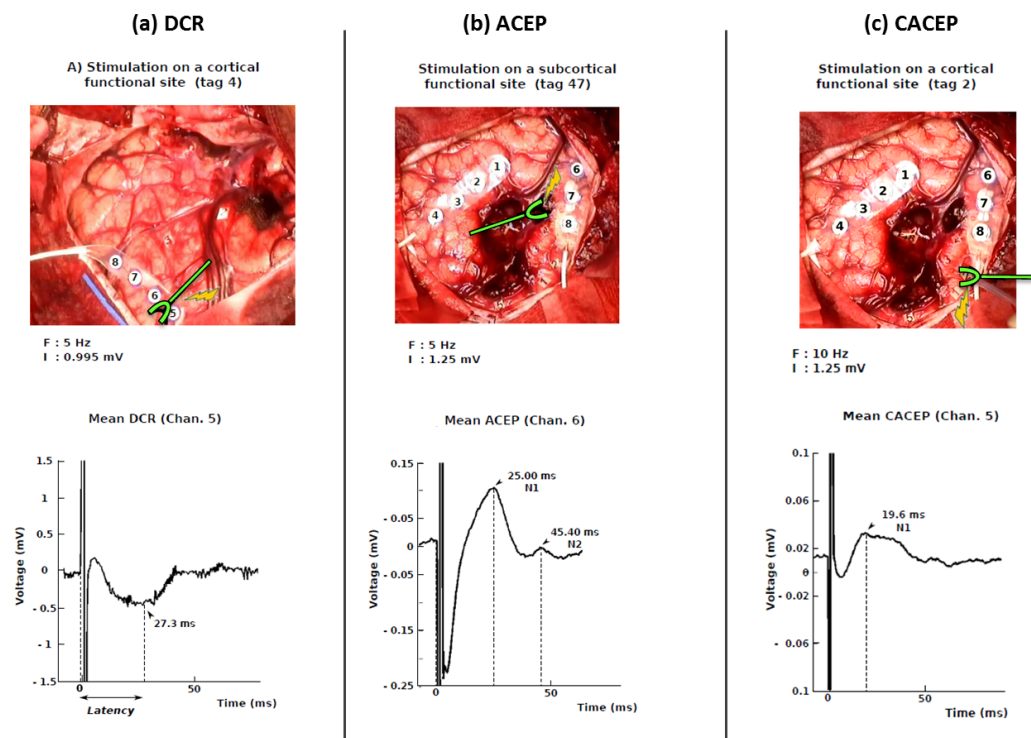 (a) DCR
A) Stimulation on a cortical
functional site (tag 4)
8
7
6
5
F : 5 Hz
I : 0.995 mV
Mean DCR (Chan. 5)
Voltage (mV)
1.5
1
0.5
0
- 0.5
- 1
- 1.5
27.3 ms
0
50
Time (ms)
Latency
(b) ACEP
Stimulation on a subcortical
functional site (tag 47)
1
2
3
4
6
7
8
F : 5 Hz
I : 1.25 mV
Mean ACEP (Chan. 6)
Voltage (mV)
0.15
- 0.05
0
-0.05
- 0.15
-0.25
25.00 ms
N1
45.40 ms
N2
0
50
Time (ms)
(c) CACEP
Stimulation on a cortical
functional site (tag 2)
1
2
3
4
6
7
8
F : 10 Hz
I : 1.25 mV
Mean CACEP (Chan. 5)
Voltage (mV)
0.1
0.06
0.02
0
- 0.02
- 0.06
0.1
19.6 ms
N1
0
50
Time (ms)